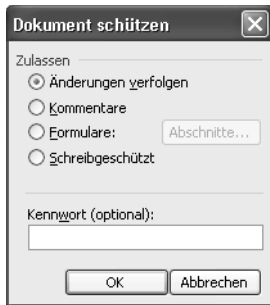 Dokument schützen
Zulassen
Änderungen verfolgen
Kommentare
Formulare: Abschnitte...
Schreibgeschützt
Kennwort (optional):
OK Abbrechen